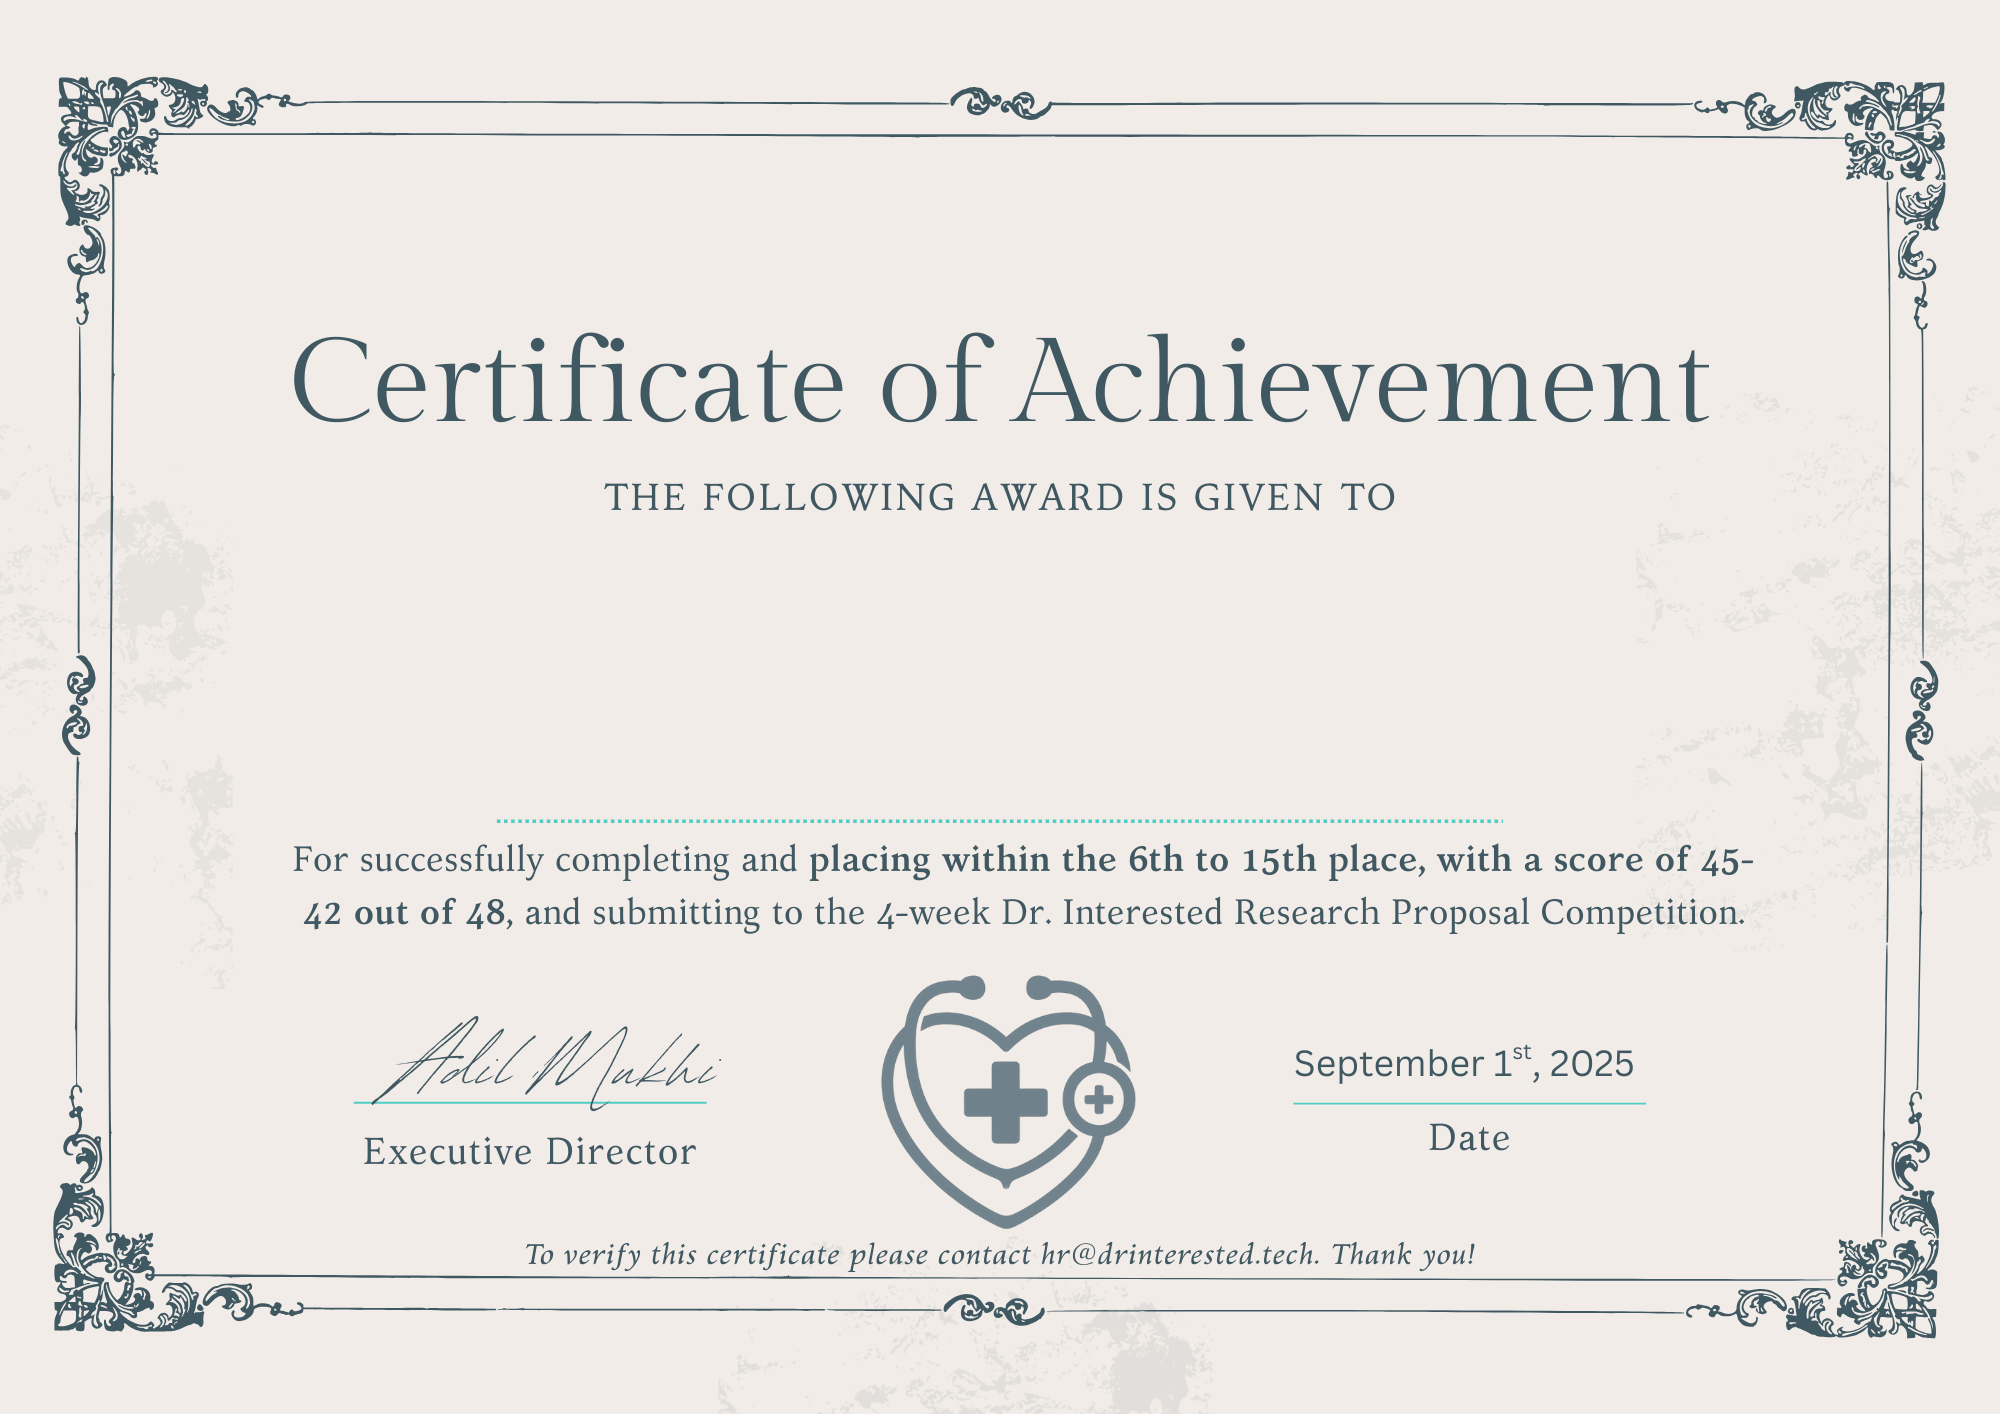 Certificate of Achievement
THE FOLLOWING AWARD IS GIVEN TO
For successfully completing and placing within the 6th to 15th place, with a score of 45-
42 out of 48, and submitting to the 4-week Dr. Interested Research Proposal Competition.
Adil Mukhi
Executive Director
September 1st, 2025
Date
To verify this certificate please contact hr@drinterested.tech. Thank you!